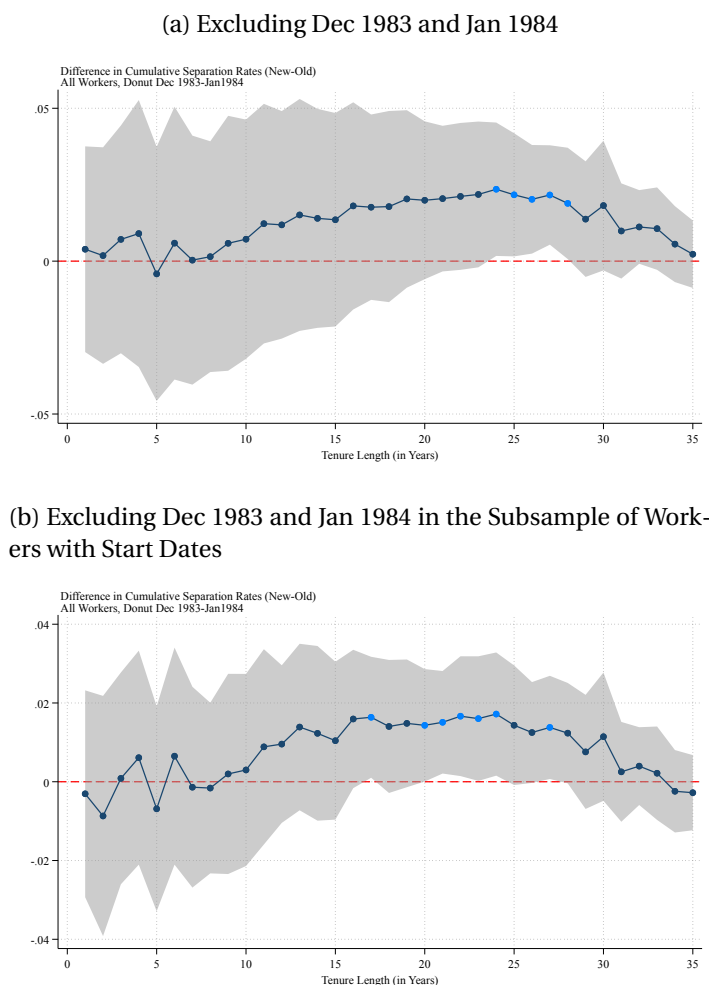 (a) Excluding Dec 1983 and Jan 1984
Difference in Cumulative Separation Rates (New-Old)
All Workers, Donut Dec 1983-Jan1984
.05
0
-.05
0 5 10 15 20 25 30 35
Tenure Length (in Years)
(b) Excluding Dec 1983 and Jan 1984 in the Subsample of Work-
ers with Start Dates
Difference in Cumulative Separation Rates (New-Old)
All Workers, Donut Dec 1983-Jan1984
.04
.02
0
-.02
-.04
0 5 10 15 20 25 30 35
Tenure Length (in Years)